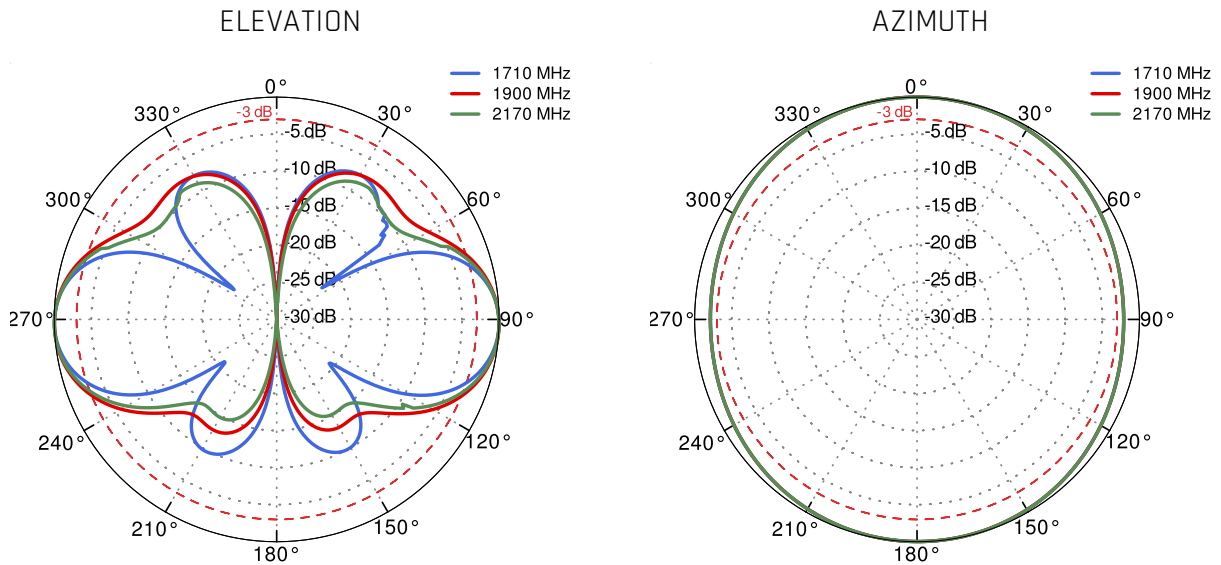 ELEVATION
1710 MHz
1900 MHz
2170 MHz
0°
330°
-3 dB
30°
-5 dB
-10 dB
300°
60°
-15 dB
-20 dB
-25 dB
270°
-30 dB
90°
240°
120°
210°
150°
180°
AZIMUTH
1710 MHz
1900 MHz
2170 MHz
0°
330°
-3 dB
30°
-5 dB
-10 dB
300°
60°
-15 dB
-20 dB
-25 dB
270°
-30 dB
90°
240°
120°
210°
150°
180°